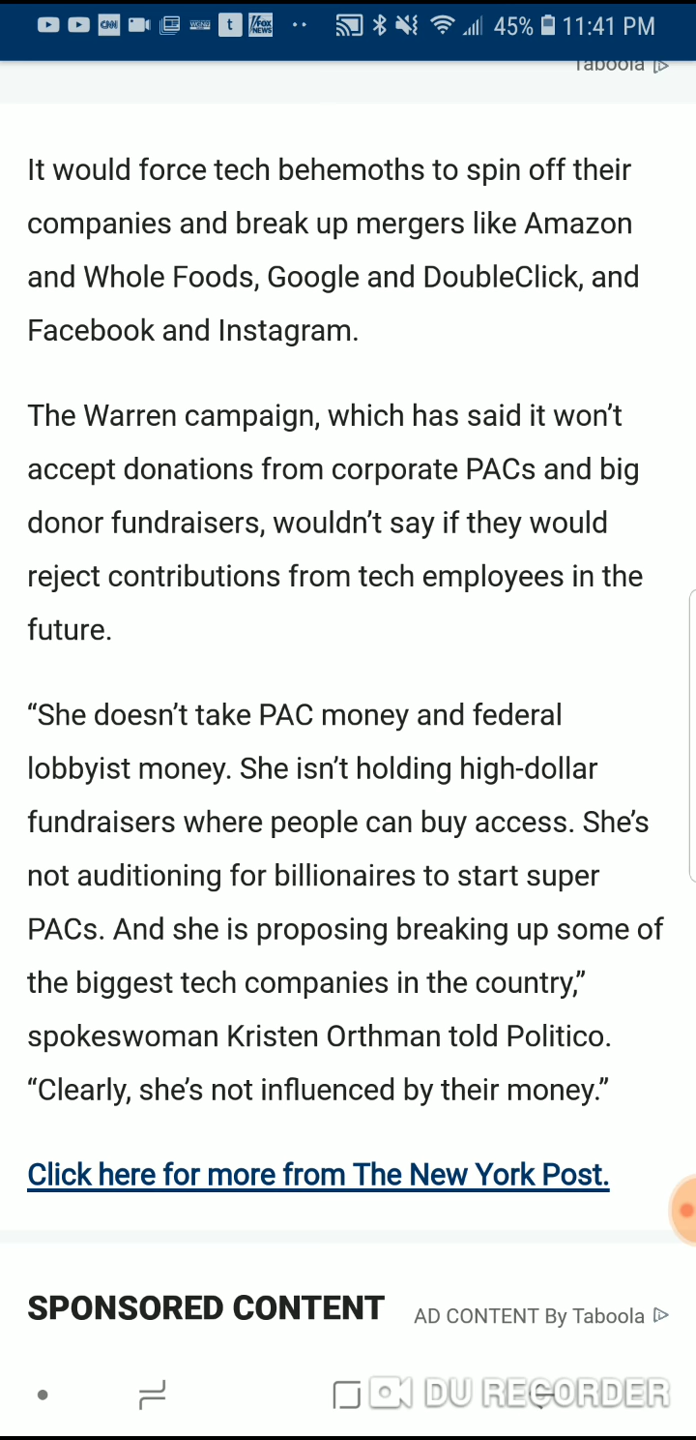 CNN WGN9 t FOX NEWS 45% 11:41 PM
Taboola
It would force tech behemoths to spin off their
companies and break up mergers like Amazon
and Whole Foods, Google and DoubleClick, and
Facebook and Instagram.
The Warren campaign, which has said it won’t
accept donations from corporate PACs and big
donor fundraisers, wouldn’t say if they would
reject contributions from tech employees in the
future.
“She doesn’t take PAC money and federal
lobbyist money. She isn’t holding high-dollar
fundraisers where people can buy access. She’s
not auditioning for billionaires to start super
PACs. And she is proposing breaking up some of
the biggest tech companies in the country,”
spokeswoman Kristen Orthman told Politico.
“Clearly, she’s not influenced by their money.”
Click here for more from The New York Post.
SPONSORED CONTENT AD CONTENT By Taboola
DU RECORDER